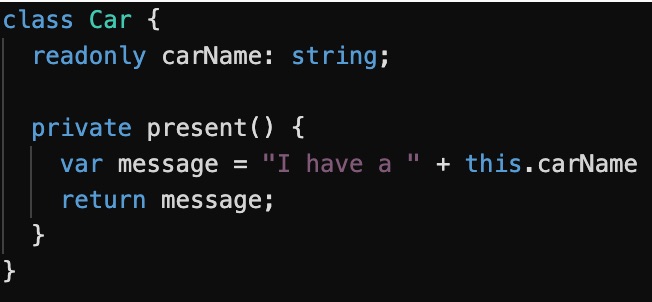 class Car {
  readonly carName: string;

  private present() {
    var message = "I have a " + this.carName
    return message;
  }
}